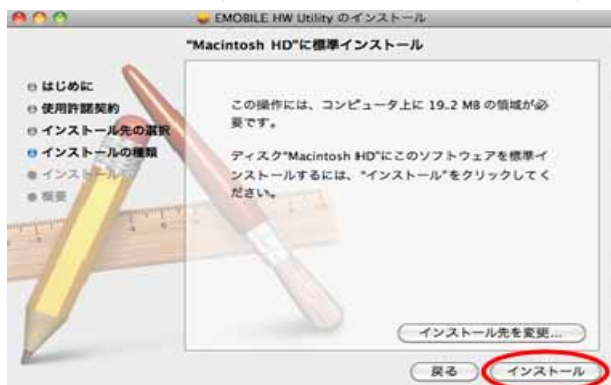 EMOBILE HW Utility のインストール
"Macintosh HD"に標準インストール
はじめに
使用許諾契約
インストール先の選択
インストールの種類
インストール
概要
この操作には、コンピュータ上に 19.2 MB の領域が必
要です。
ディスク"Macintosh HD"にこのソフトウェアを標準イ
ンストールするには、"インストール"をクリックしてく
ださい。
インストール先を変更...
戻る
インストール